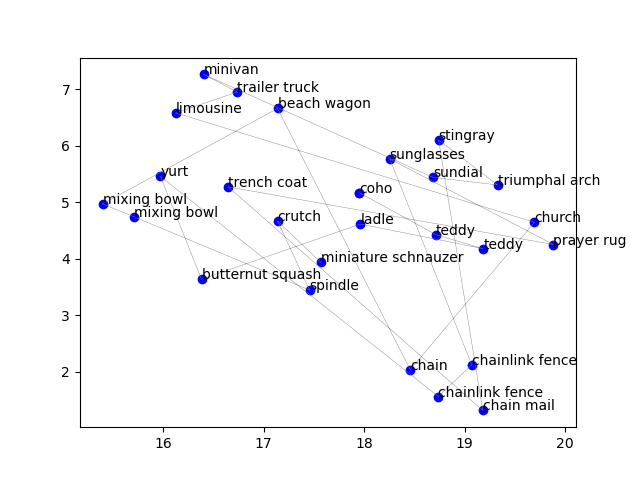 minivan
trailer truck
7
limousine
beach wagon
stingray
6
sunglasses
yurt
sundial
triumphal arch
trench coat
coho
5
mixing bowl
mixing bowl
crutch
ladle
church
teddy
teddy
prayer rug
4
miniature schnauzer
butternut squash
spindle
3
chain
chainlink fence
2
chainlink fence
chain mail
16 17 18 19 20